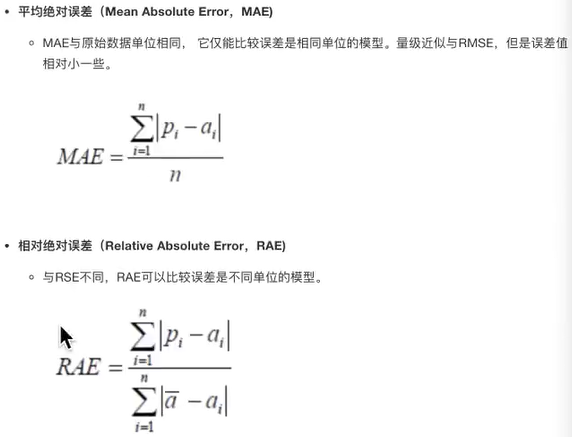 • 平均绝对误差（Mean Absolute Error，MAE)
MAE与原始数据单位相同， 它仅能比较误差是相同单位的模型。量级近似与RMSE，但是误差值
相对小一些。
MAE = \frac{\sum_{i=1}^{n}|p_i - a_i|}{n}
• 相对绝对误差（Relative Absolute Error，RAE)
与RSE不同，RAE可以比较误差是不同单位的模型。
RAE = \frac{\sum_{i=1}^{n}|p_i - a_i|}{\sum_{i=1}^{n}|\overline{a} - a_i|}